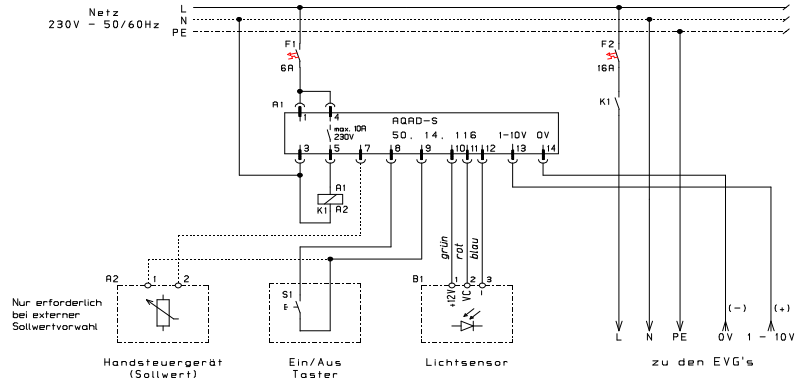 Netz
230V – 50/60Hz
L
N
PE
F1
6A
F2
16A
K1
A1
1 4
AQAD-S
50. 14. 116
1-10V 0V
max. 10A
230V
3 5 7 8 9 10 11 12 13 14
A1
K1 A2
grün
rot
blau
A2 1 2
S1
E
B1 1 2 3
+12V
VC
-
Nur erforderlich
bei externer
Sollwertvorwahl
(-) (+)
L N PE 0V 1 - 10V
Handsteuergerät
(Sollwert)
Ein/Aus
Taster
Lichtsensor
zu den EVG's